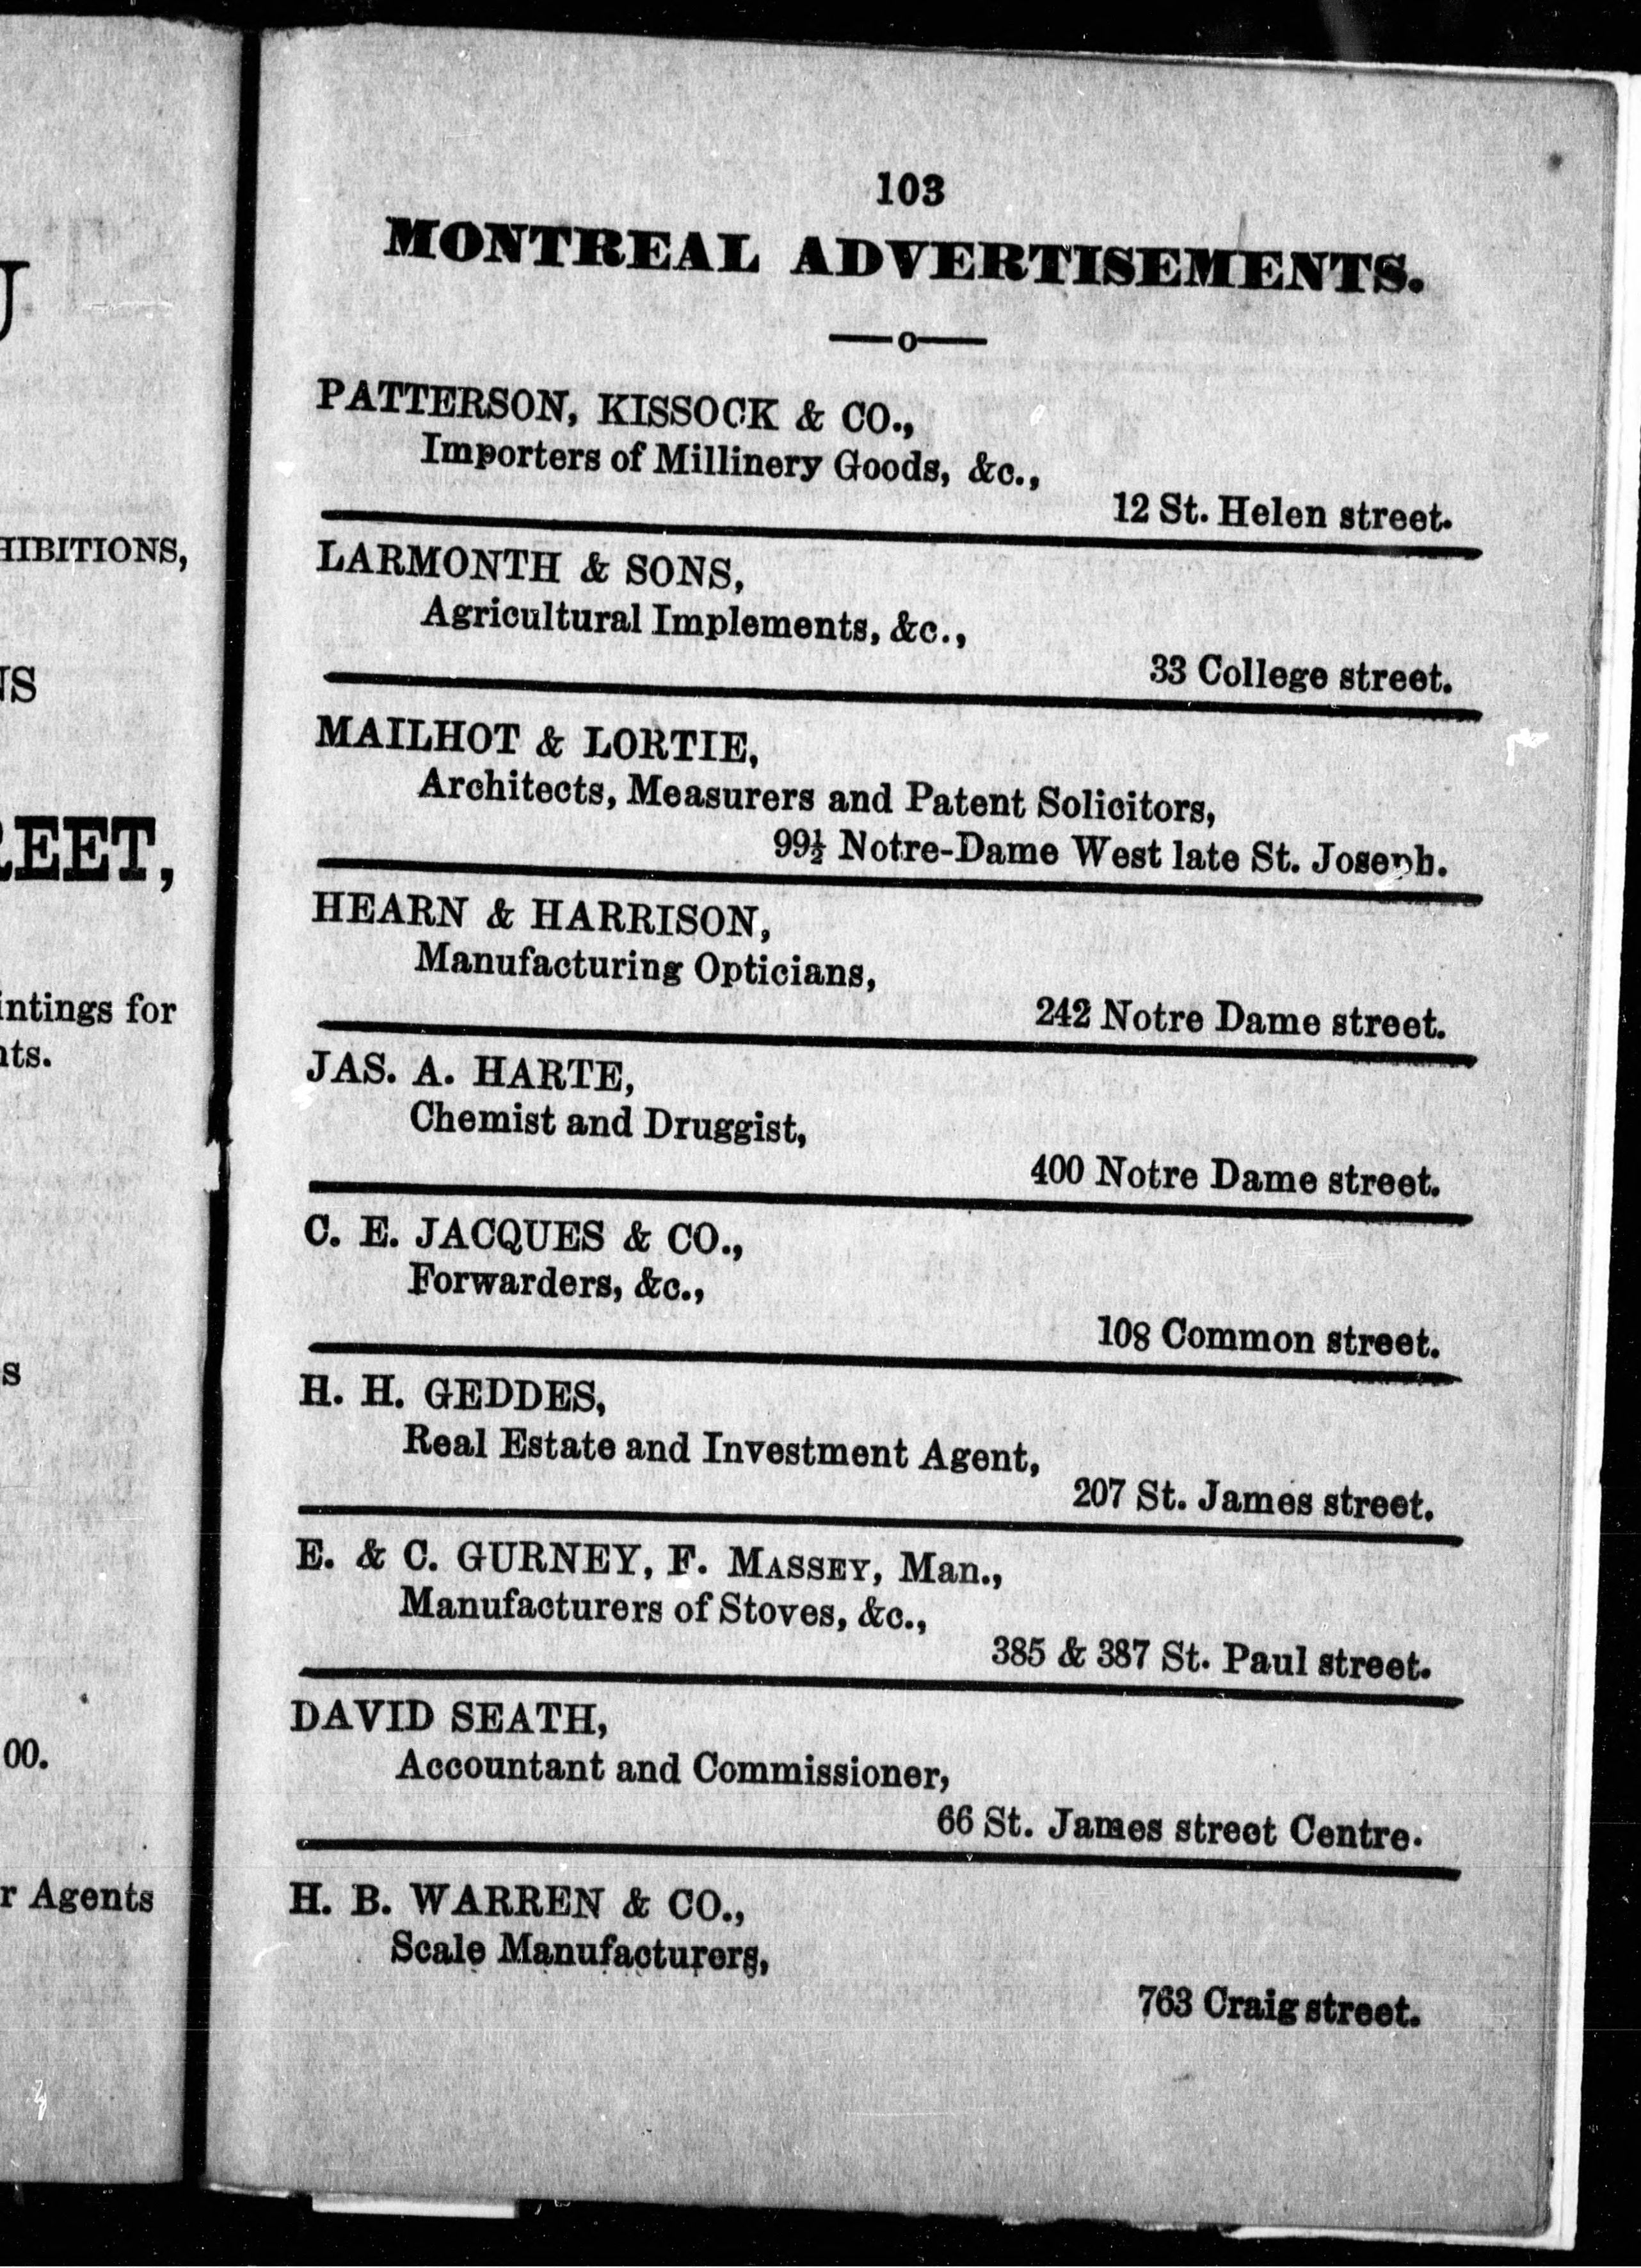 HIBITIONS,
REET,
intings for
nts.
s
00.
r Agents
103
MONTREAL ADVERTISEMENTS.
—o—
PATTERSON, KISSOCK & CO.,
Importers of Millinery Goods, &c.,
12 St. Helen street.
LARMONTH & SONS,
Agricultural Implements, &c.,
33 College street.
MAILHOT & LORTIE,
Architects, Measurers and Patent Solicitors,
99½ Notre-Dame West late St. Joseph.
HEARN & HARRISON,
Manufacturing Opticians,
242 Notre Dame street.
JAS. A. HARTE,
Chemist and Druggist,
400 Notre Dame street.
C. E. JACQUES & CO.,
Forwarders, &c.,
108 Common street.
H. H. GEDDES,
Real Estate and Investment Agent,
207 St. James street.
E. & C. GURNEY, F. MASSEY, Man.,
Manufacturers of Stoves, &c.,
385 & 387 St. Paul street.
DAVID SEATH,
Accountant and Commissioner,
66 St. James street Centre.
H. B. WARREN & CO.,
Scale Manufacturers,
763 Craig street.